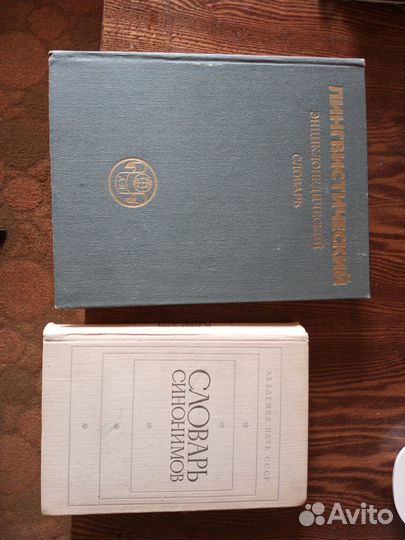 ЛИНГВИСТИЧЕСКИЙ
ЭНЦИКЛОПЕДИЧЕСКИЙ
СЛОВАРЬ
АКАДЕМИЯ НАУК СССР
СЛОВАРЬ
СИНОНИМОВ
Avito